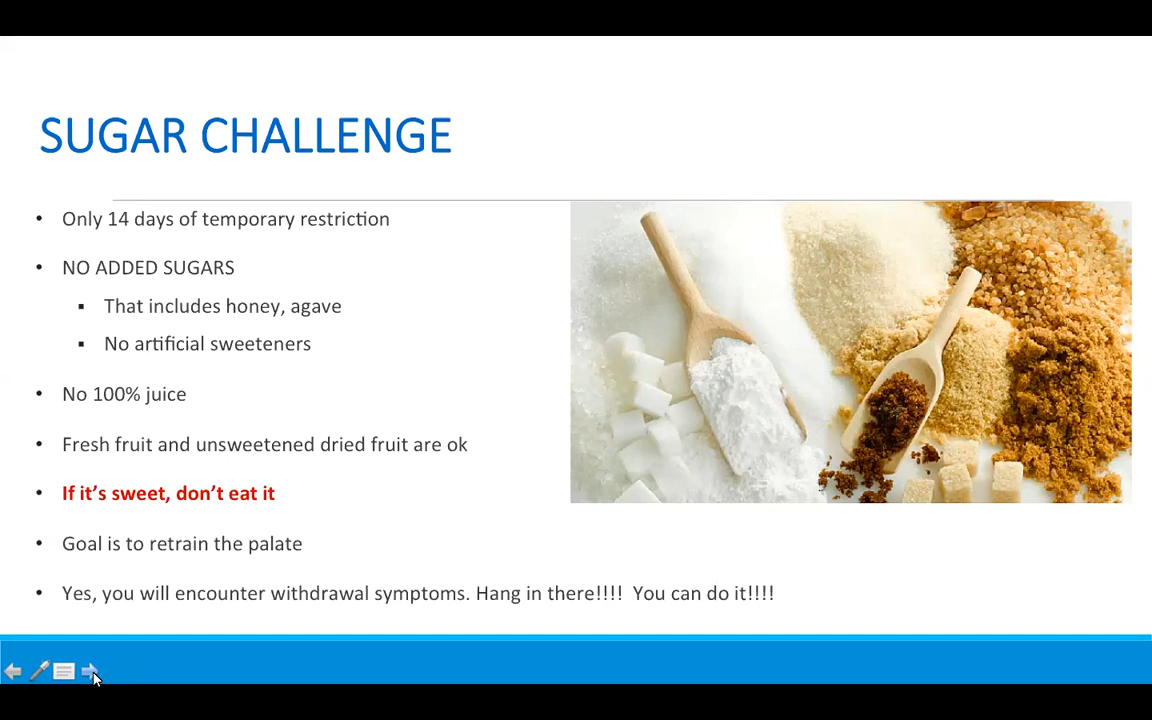 SUGAR CHALLENGE
• Only 14 days of temporary restriction
• NO ADDED SUGARS
▪ That includes honey, agave
▪ No artificial sweeteners
• No 100% juice
• Fresh fruit and unsweetened dried fruit are ok
• If it’s sweet, don’t eat it
• Goal is to retrain the palate
• Yes, you will encounter withdrawal symptoms. Hang in there!!!!  You can do it!!!!